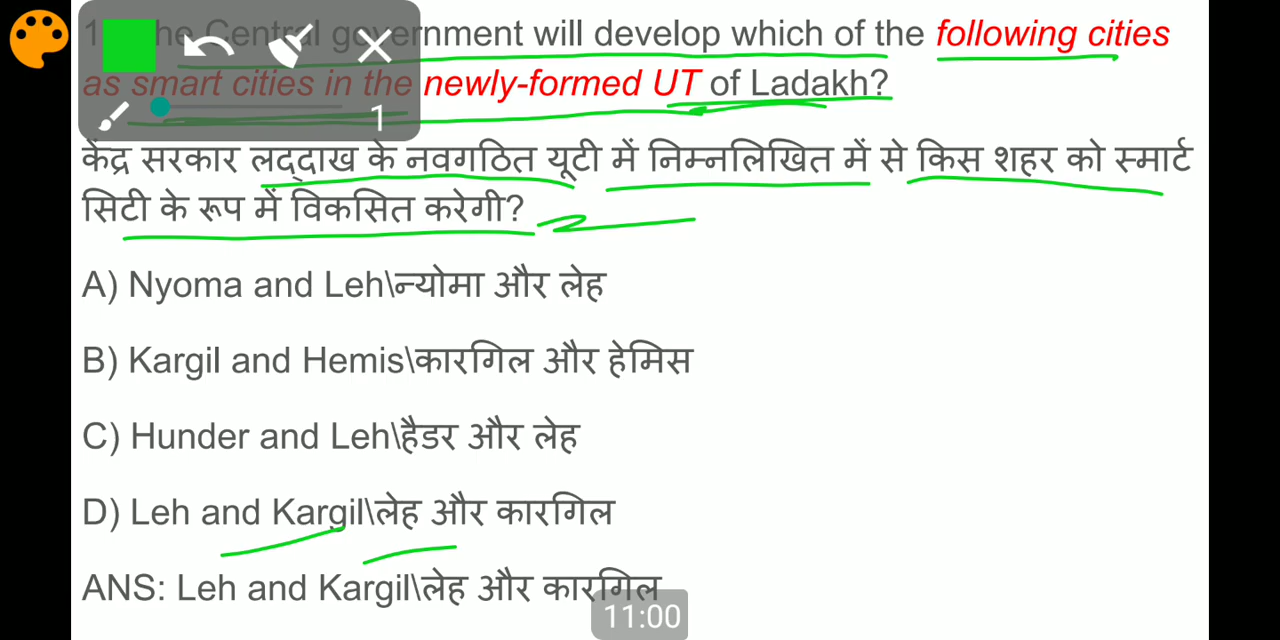 1 The Central government will develop which of the following cities
as smart cities in the newly-formed UT of Ladakh?
1
केंद्र सरकार लद्दाख के नवगठित यूटी में निम्नलिखित में से किस शहर को स्मार्ट
सिटी के रूप में विकसित करेगी?
A) Nyoma and Leh\न्योमा और लेह
B) Kargil and Hemis\कारगिल और हेमिस
C) Hunder and Leh\हैडर और लेह
D) Leh and Kargil\लेह और कारगिल
ANS: Leh and Kargil\लेह और कारगिल
11:00